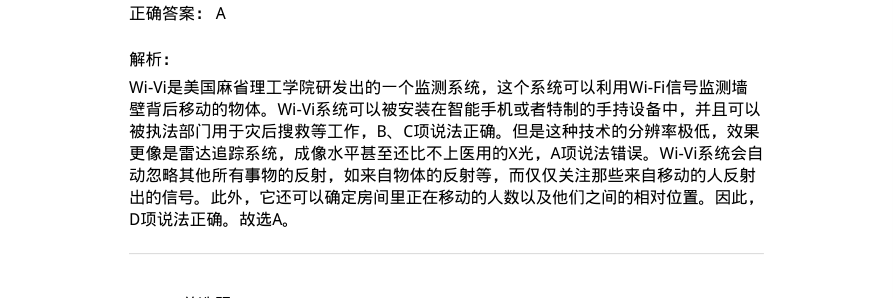 正确答案： A
解析：
Wi-Vi是美国麻省理工学院研发出的一个监测系统，这个系统可以利用Wi-Fi信号监测墙
壁背后移动的物体。Wi-Vi系统可以被安装在智能手机或者特制的手持设备中，并且可以
被执法部门用于灾后搜救等工作，B、C项说法正确。但是这种技术的分辨率极低，效果
更像是雷达追踪系统，成像水平甚至还比不上医用的X光，A项说法错误。Wi-Vi系统会自
动忽略其他所有事物的反射，如来自物体的反射等，而仅仅关注那些来自移动的人反射
出的信号。此外，它还可以确定房间里正在移动的人数以及他们之间的相对位置。因此，
D项说法正确。故选A。